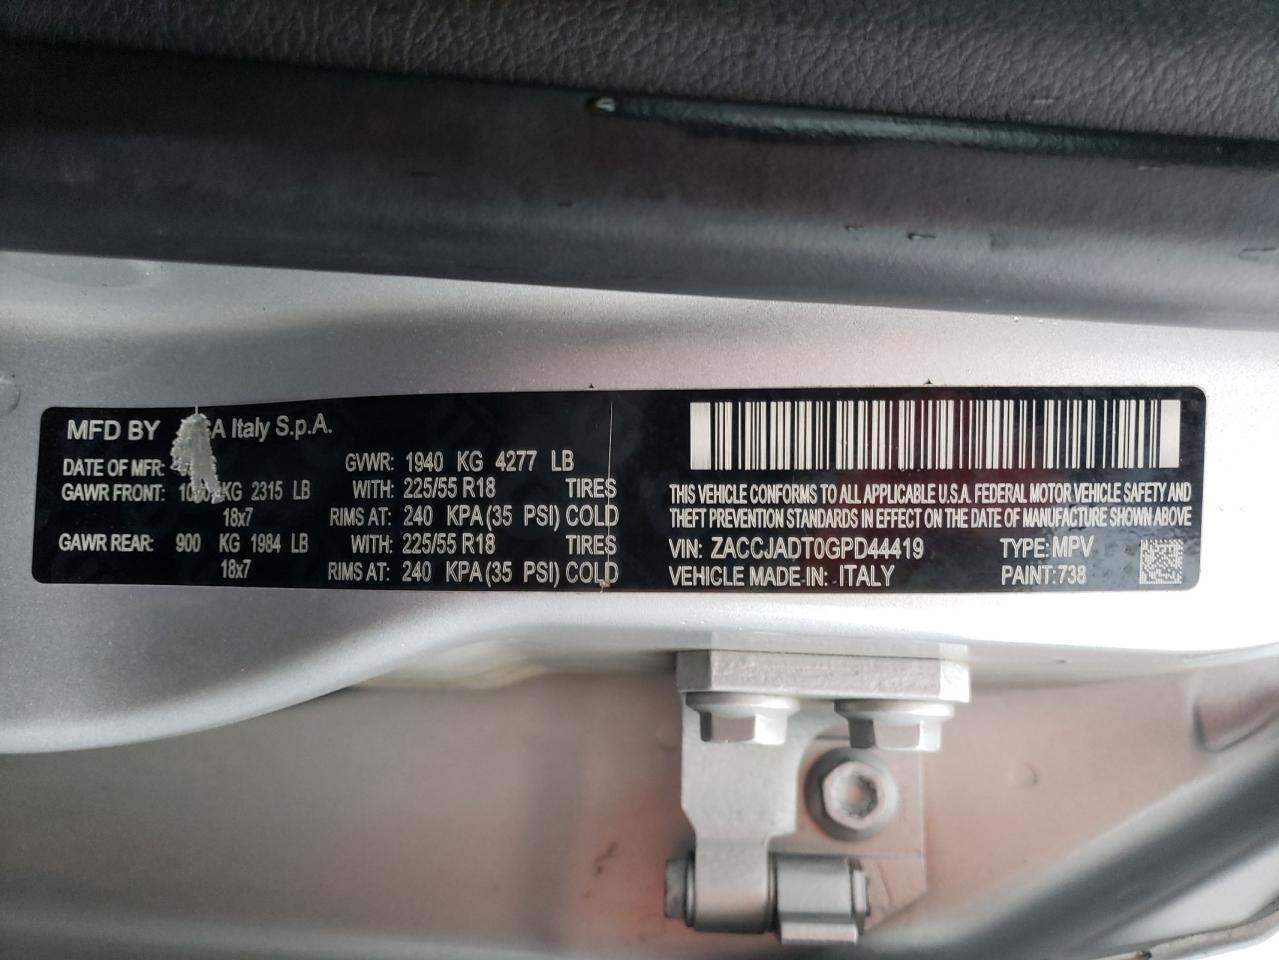 MFD BY Italy S.p.A.
DATE OF MFR: GVWR: 1940 KG 4277 LB
GAWR FRONT: KG 2315 LB WITH: 225/55 R18 TIRES
18x7 RIMS AT: 240 KPA (35 PSI) COLD
GAWR REAR: 900 KG 1984 LB WITH: 225/55 R18 TIRES
18x7 RIMS AT: 240 KPA (35 PSI) COLD
THIS VEHICLE CONFORMS TO ALL APPLICABLE U.S.A. FEDERAL MOTOR VEHICLE SAFETY AND
THEFT PREVENTION STANDARDS IN EFFECT ON THE DATE OF MANUFACTURE SHOWN ABOVE
VIN: ZACCJADT0GPD44419 TYPE: MPV
VEHICLE MADE IN: ITALY PAINT: 738